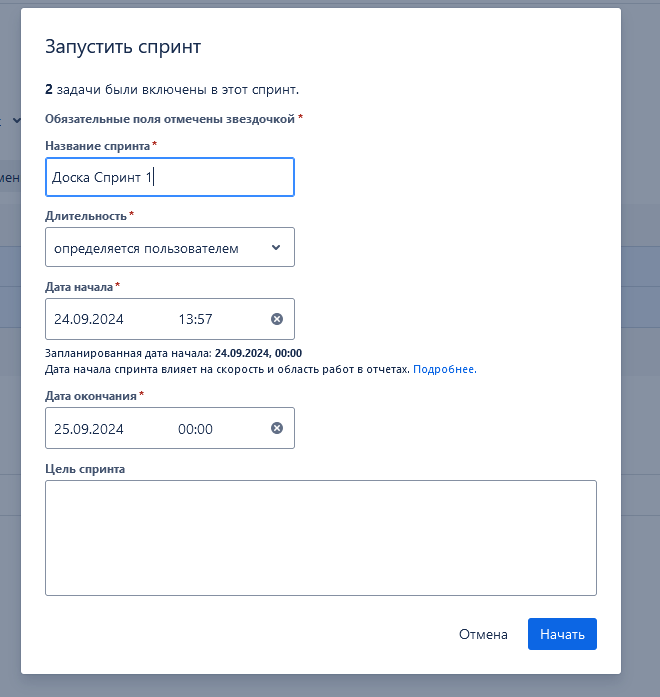 Запустить спринт
2 задачи были включены в этот спринт.
Обязательные поля отмечены звездочкой *
Название спринта *
Доска Спринт 1
Длительность *
определяется пользователем
Дата начала *
24.09.2024 13:57
Запланированная дата начала: 24.09.2024, 00:00
Дата начала спринта влияет на скорость и область работ в отчетах. Подробнее.
Дата окончания *
25.09.2024 00:00
Цель спринта
Отмена Начать